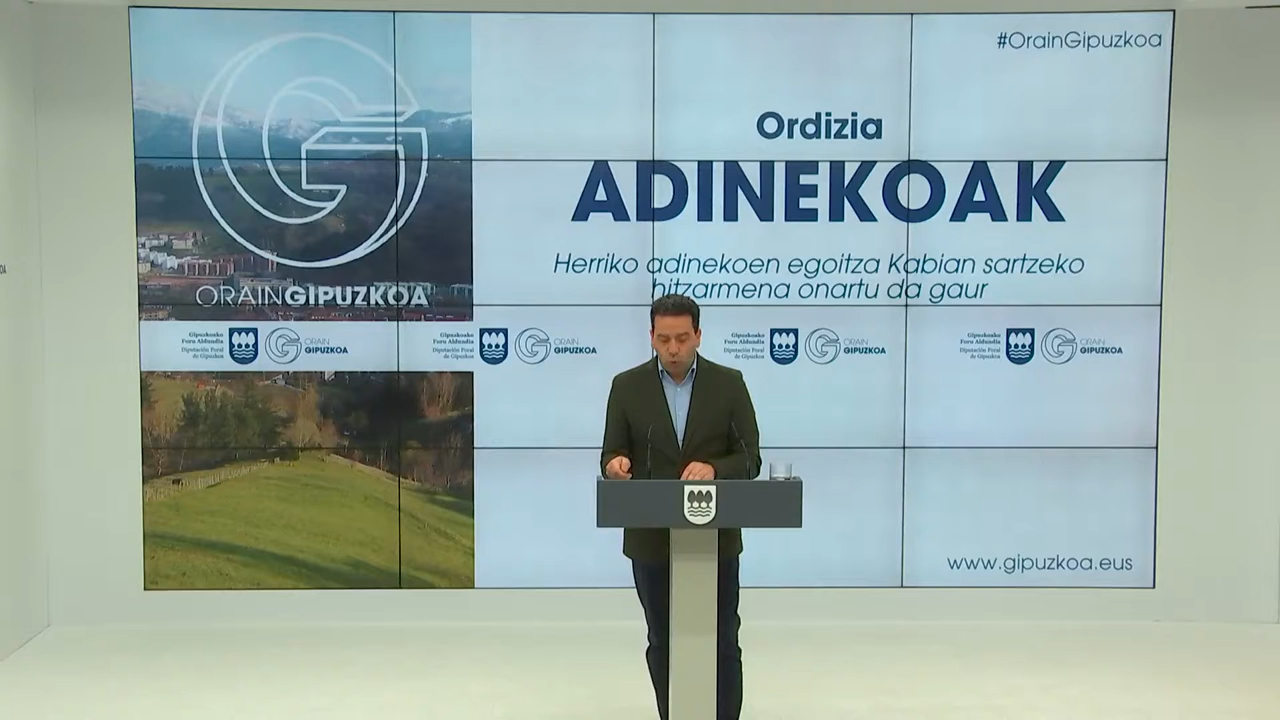 #OrainGipuzkoa
Ordizia
ADINEKOAK
Herriko adinekoen egoitza Kabian sartzeko
hitzarmena onartu da gaur
ORAINGIPUZKOA
Gipuzkoako
Foru Aldundia
Diputación Foral
de Gipuzkoa
ORAIN
GIPUZKOA
Gipuzkoako
Foru Aldundia
Diputación Foral
de Gipuzkoa
ORAIN
GIPUZKOA
Gipuzkoako
Foru Aldundia
Diputación Foral
de Gipuzkoa
ORAIN
GIPUZKOA
Gipuzkoako
Foru Aldundia
Diputación Foral
de Gipuzkoa
ORAIN
GIPUZKOA
www.gipuzkoa.eus